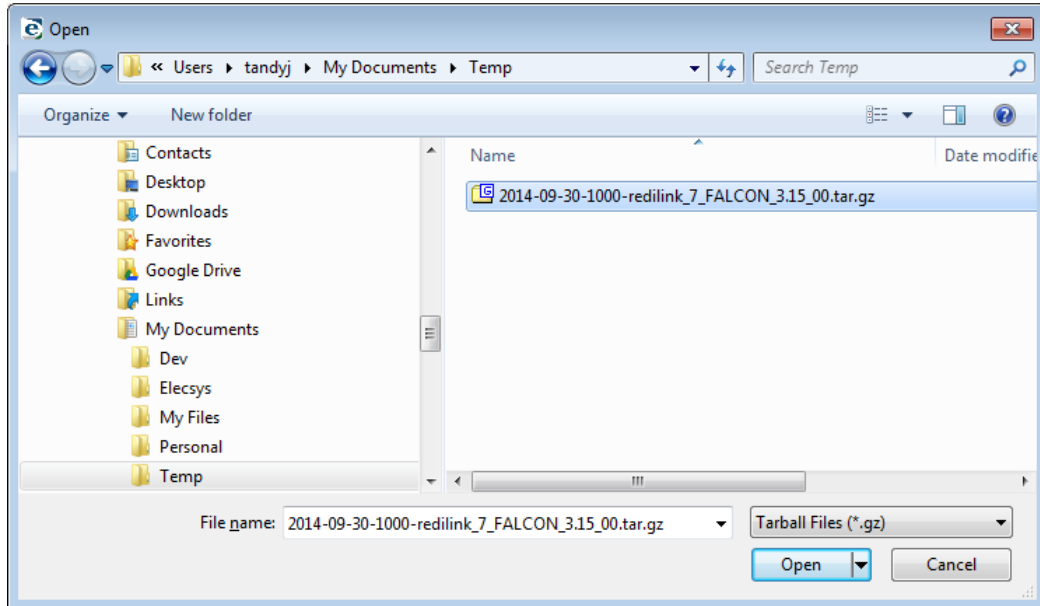 Open
« Users ▸ tandyj ▸ My Documents ▸ Temp
Search Temp
Organize ▾ New folder
Contacts
Desktop
Downloads
Favorites
Google Drive
Links
My Documents
Dev
Elecsys
My Files
Personal
Temp
Name Date modifie
2014-09-30-1000-redilink_7_FALCON_3.15_00.tar.gz
File name: 2014-09-30-1000-redilink_7_FALCON_3.15_00.tar.gz
Tarball Files (*.gz)
Open Cancel